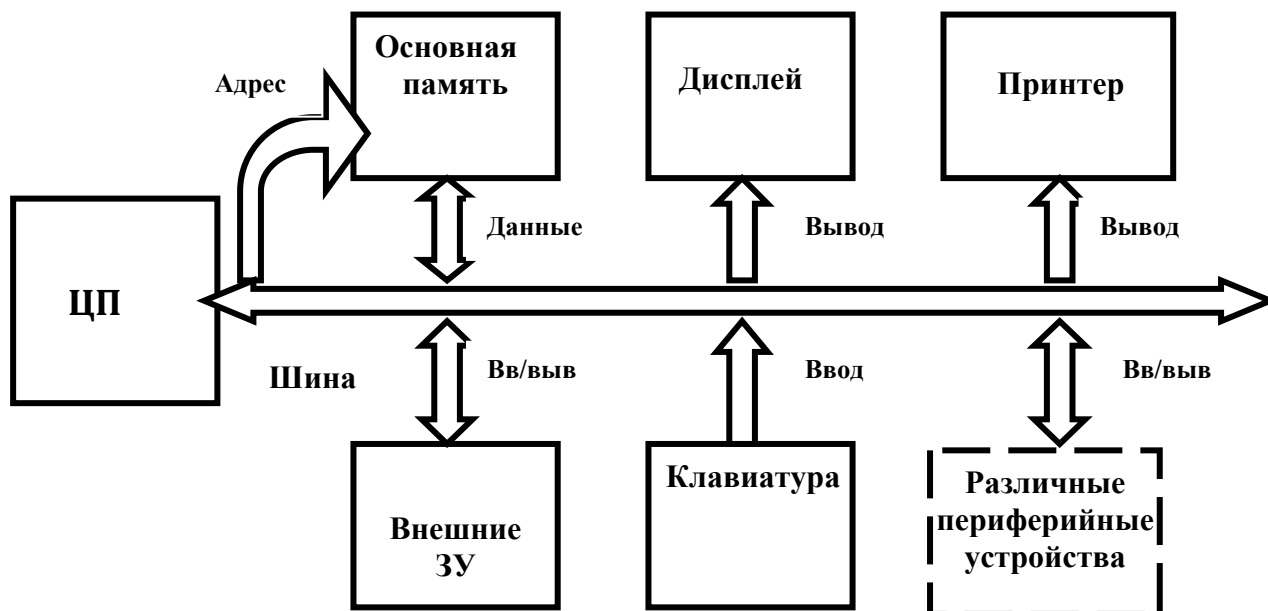 Основная
память
Дисплей
Принтер
Адрес
Данные
Вывод
Вывод
ЦП
Шина
Вв/выв
Ввод
Вв/выв
Внешние
ЗУ
Клавиатура
Различные
периферийные
устройства